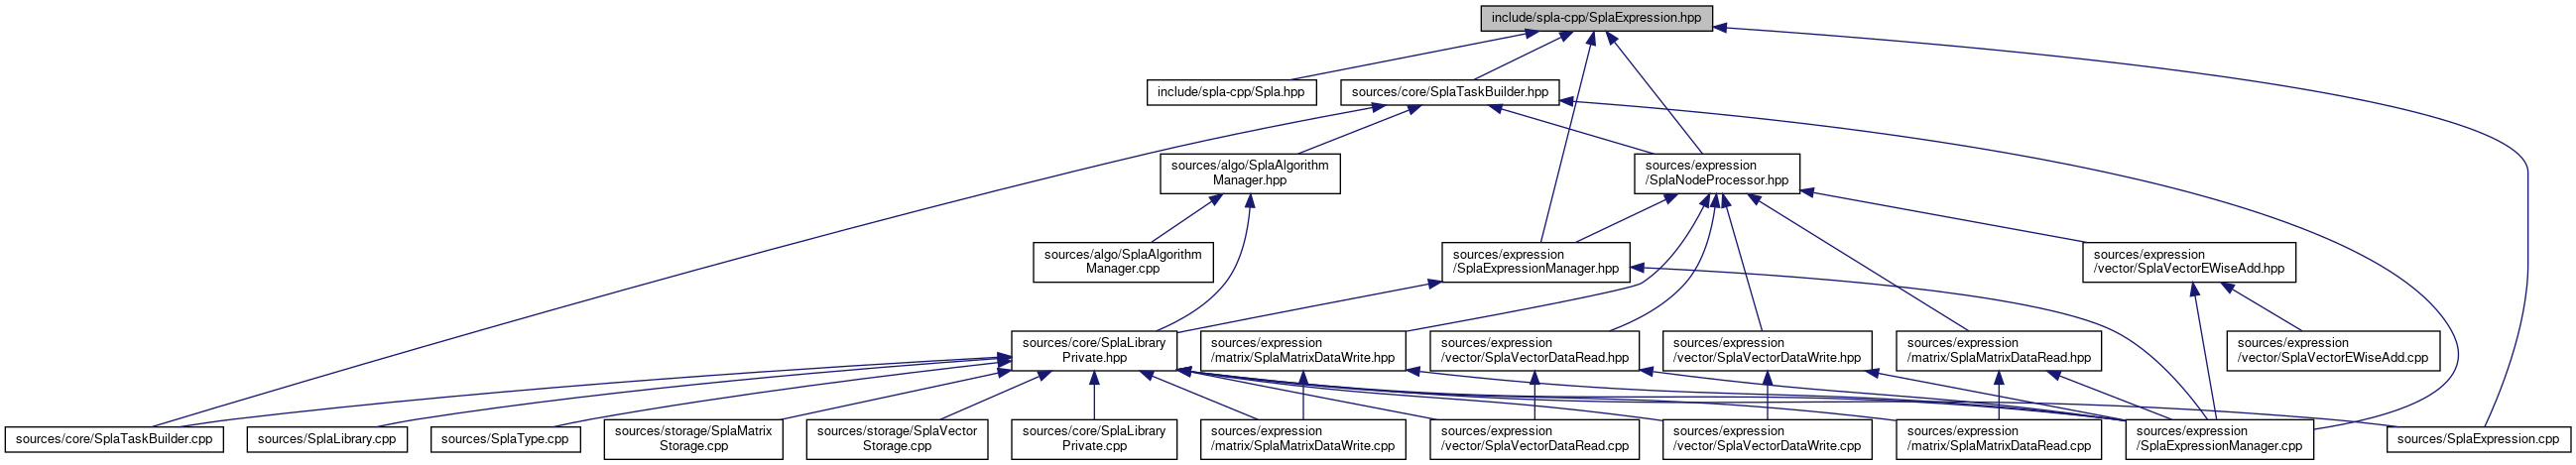 include/spla-cpp/SplaExpression.hpp
include/spla-cpp/Spla.hpp
sources/core/SplaTaskBuilder.hpp
sources/algo/SplaAlgorithm
Manager.hpp
sources/expression
/SplaNodeProcessor.hpp
sources/algo/SplaAlgorithm
Manager.cpp
sources/expression
/SplaExpressionManager.hpp
sources/expression
/vector/SplaVectorEWiseAdd.hpp
sources/core/SplaLibrary
Private.hpp
sources/expression
/matrix/SplaMatrixDataWrite.hpp
sources/expression
/vector/SplaVectorDataRead.hpp
sources/expression
/vector/SplaVectorDataWrite.hpp
sources/expression
/matrix/SplaMatrixDataRead.hpp
sources/expression
/vector/SplaVectorEWiseAdd.cpp
sources/core/SplaTaskBuilder.cpp
sources/SplaLibrary.cpp
sources/SplaType.cpp
sources/storage/SplaMatrix
Storage.cpp
sources/storage/SplaVector
Storage.cpp
sources/core/SplaLibrary
Private.cpp
sources/expression
/matrix/SplaMatrixDataWrite.cpp
sources/expression
/vector/SplaVectorDataRead.cpp
sources/expression
/vector/SplaVectorDataWrite.cpp
sources/expression
/matrix/SplaMatrixDataRead.cpp
sources/expression
/SplaExpressionManager.cpp
sources/SplaExpression.cpp